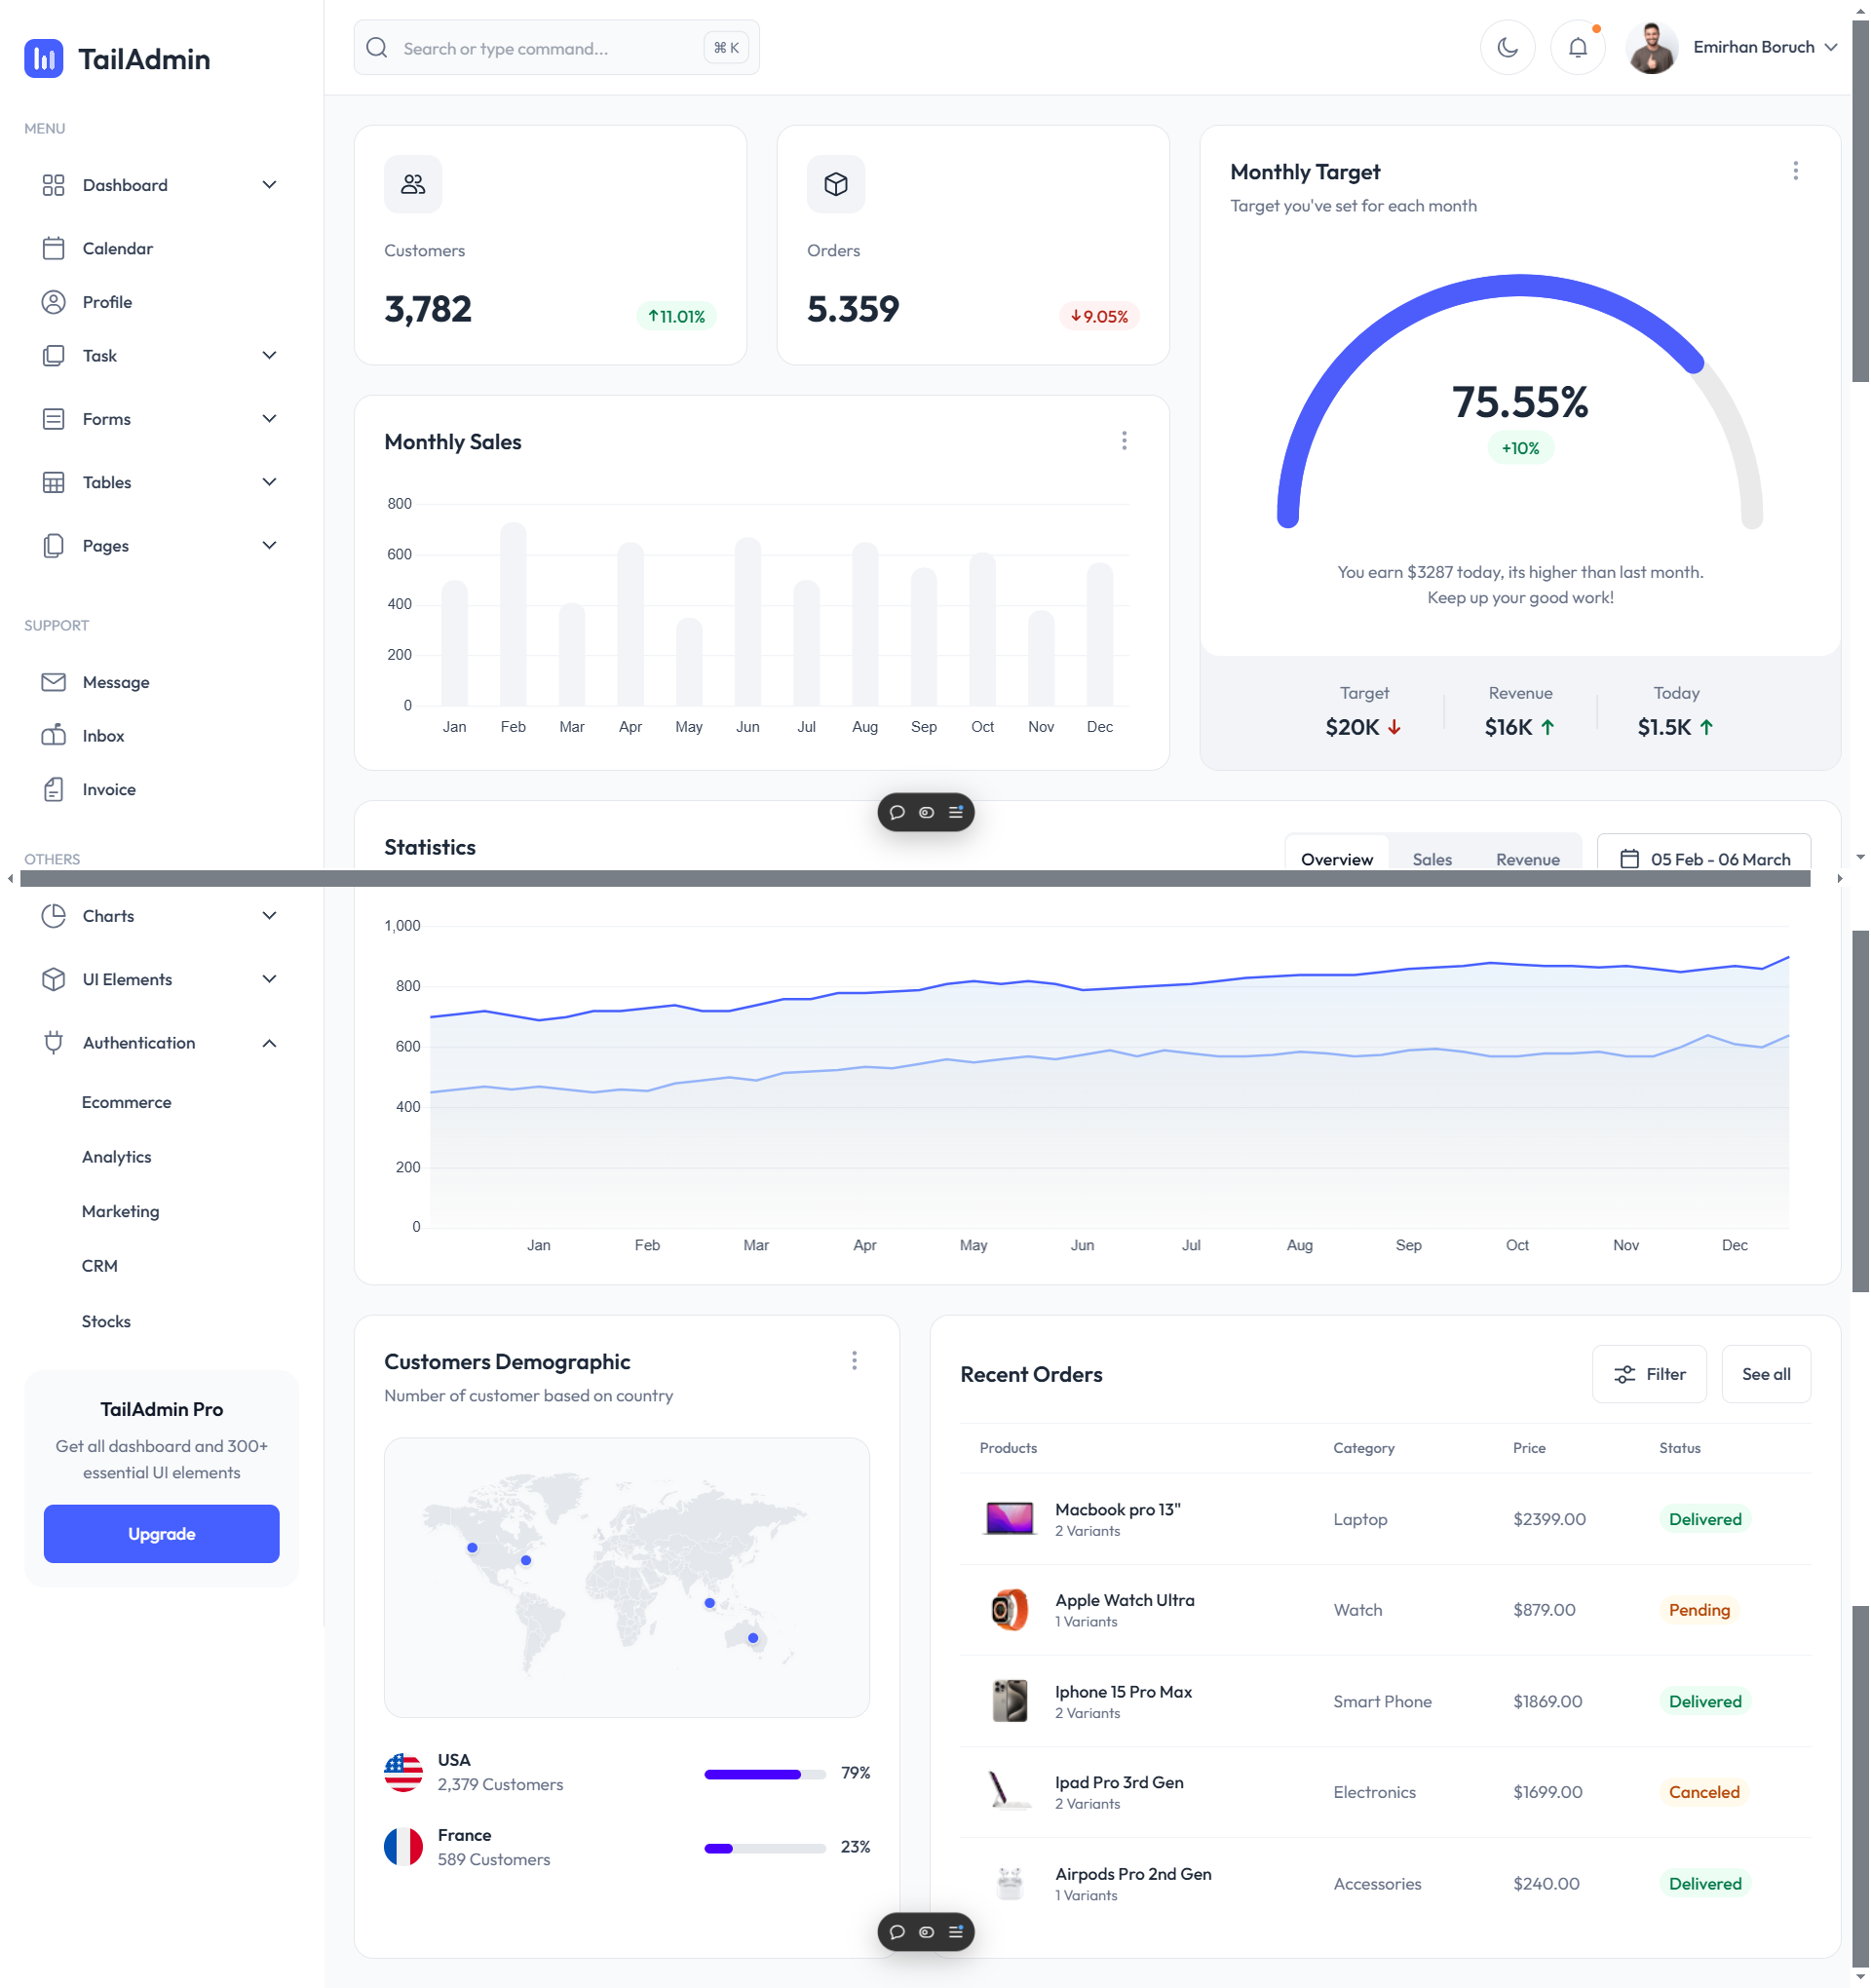 TailAdmin
MENU
Dashboard
Calendar
Profile
Task
Forms
Tables
Pages
SUPPORT
Message
Inbox
Invoice
OTHERS
Charts
UI Elements
Authentication
Ecommerce
Analytics
Marketing
CRM
Stocks
TailAdmin Pro
Get all dashboard and 300+
essential UI elements
Upgrade
Search or type command...
⌘ K
Emirhan Boruch
Customers
3,782
↑11.01%
Orders
5.359
↓9.05%
Monthly Target
Target you've set for each month
75.55%
+10%
You earn $3287 today, its higher than last month.
Keep up your good work!
Target
$20K ↓
Revenue
$16K ↑
Today
$1.5K ↑
Monthly Sales
800
600
400
200
0
Jan Feb Mar Apr May Jun Jul Aug Sep Oct Nov Dec
Statistics
Overview Sales Revenue
05 Feb - 06 March
1,000
800
600
400
200
0
Jan Feb Mar Apr May Jun Jul Aug Sep Oct Nov Dec
Customers Demographic
Number of customer based on country
USA
2,379 Customers
79%
France
589 Customers
23%
Recent Orders
Filter
See all
Products Category Price Status
Macbook pro 13"
2 Variants
Laptop $2399.00 Delivered
Apple Watch Ultra
1 Variants
Watch $879.00 Pending
Iphone 15 Pro Max
2 Variants
Smart Phone $1869.00 Delivered
Ipad Pro 3rd Gen
2 Variants
Electronics $1699.00 Canceled
Airpods Pro 2nd Gen
1 Variants
Accessories $240.00 Delivered